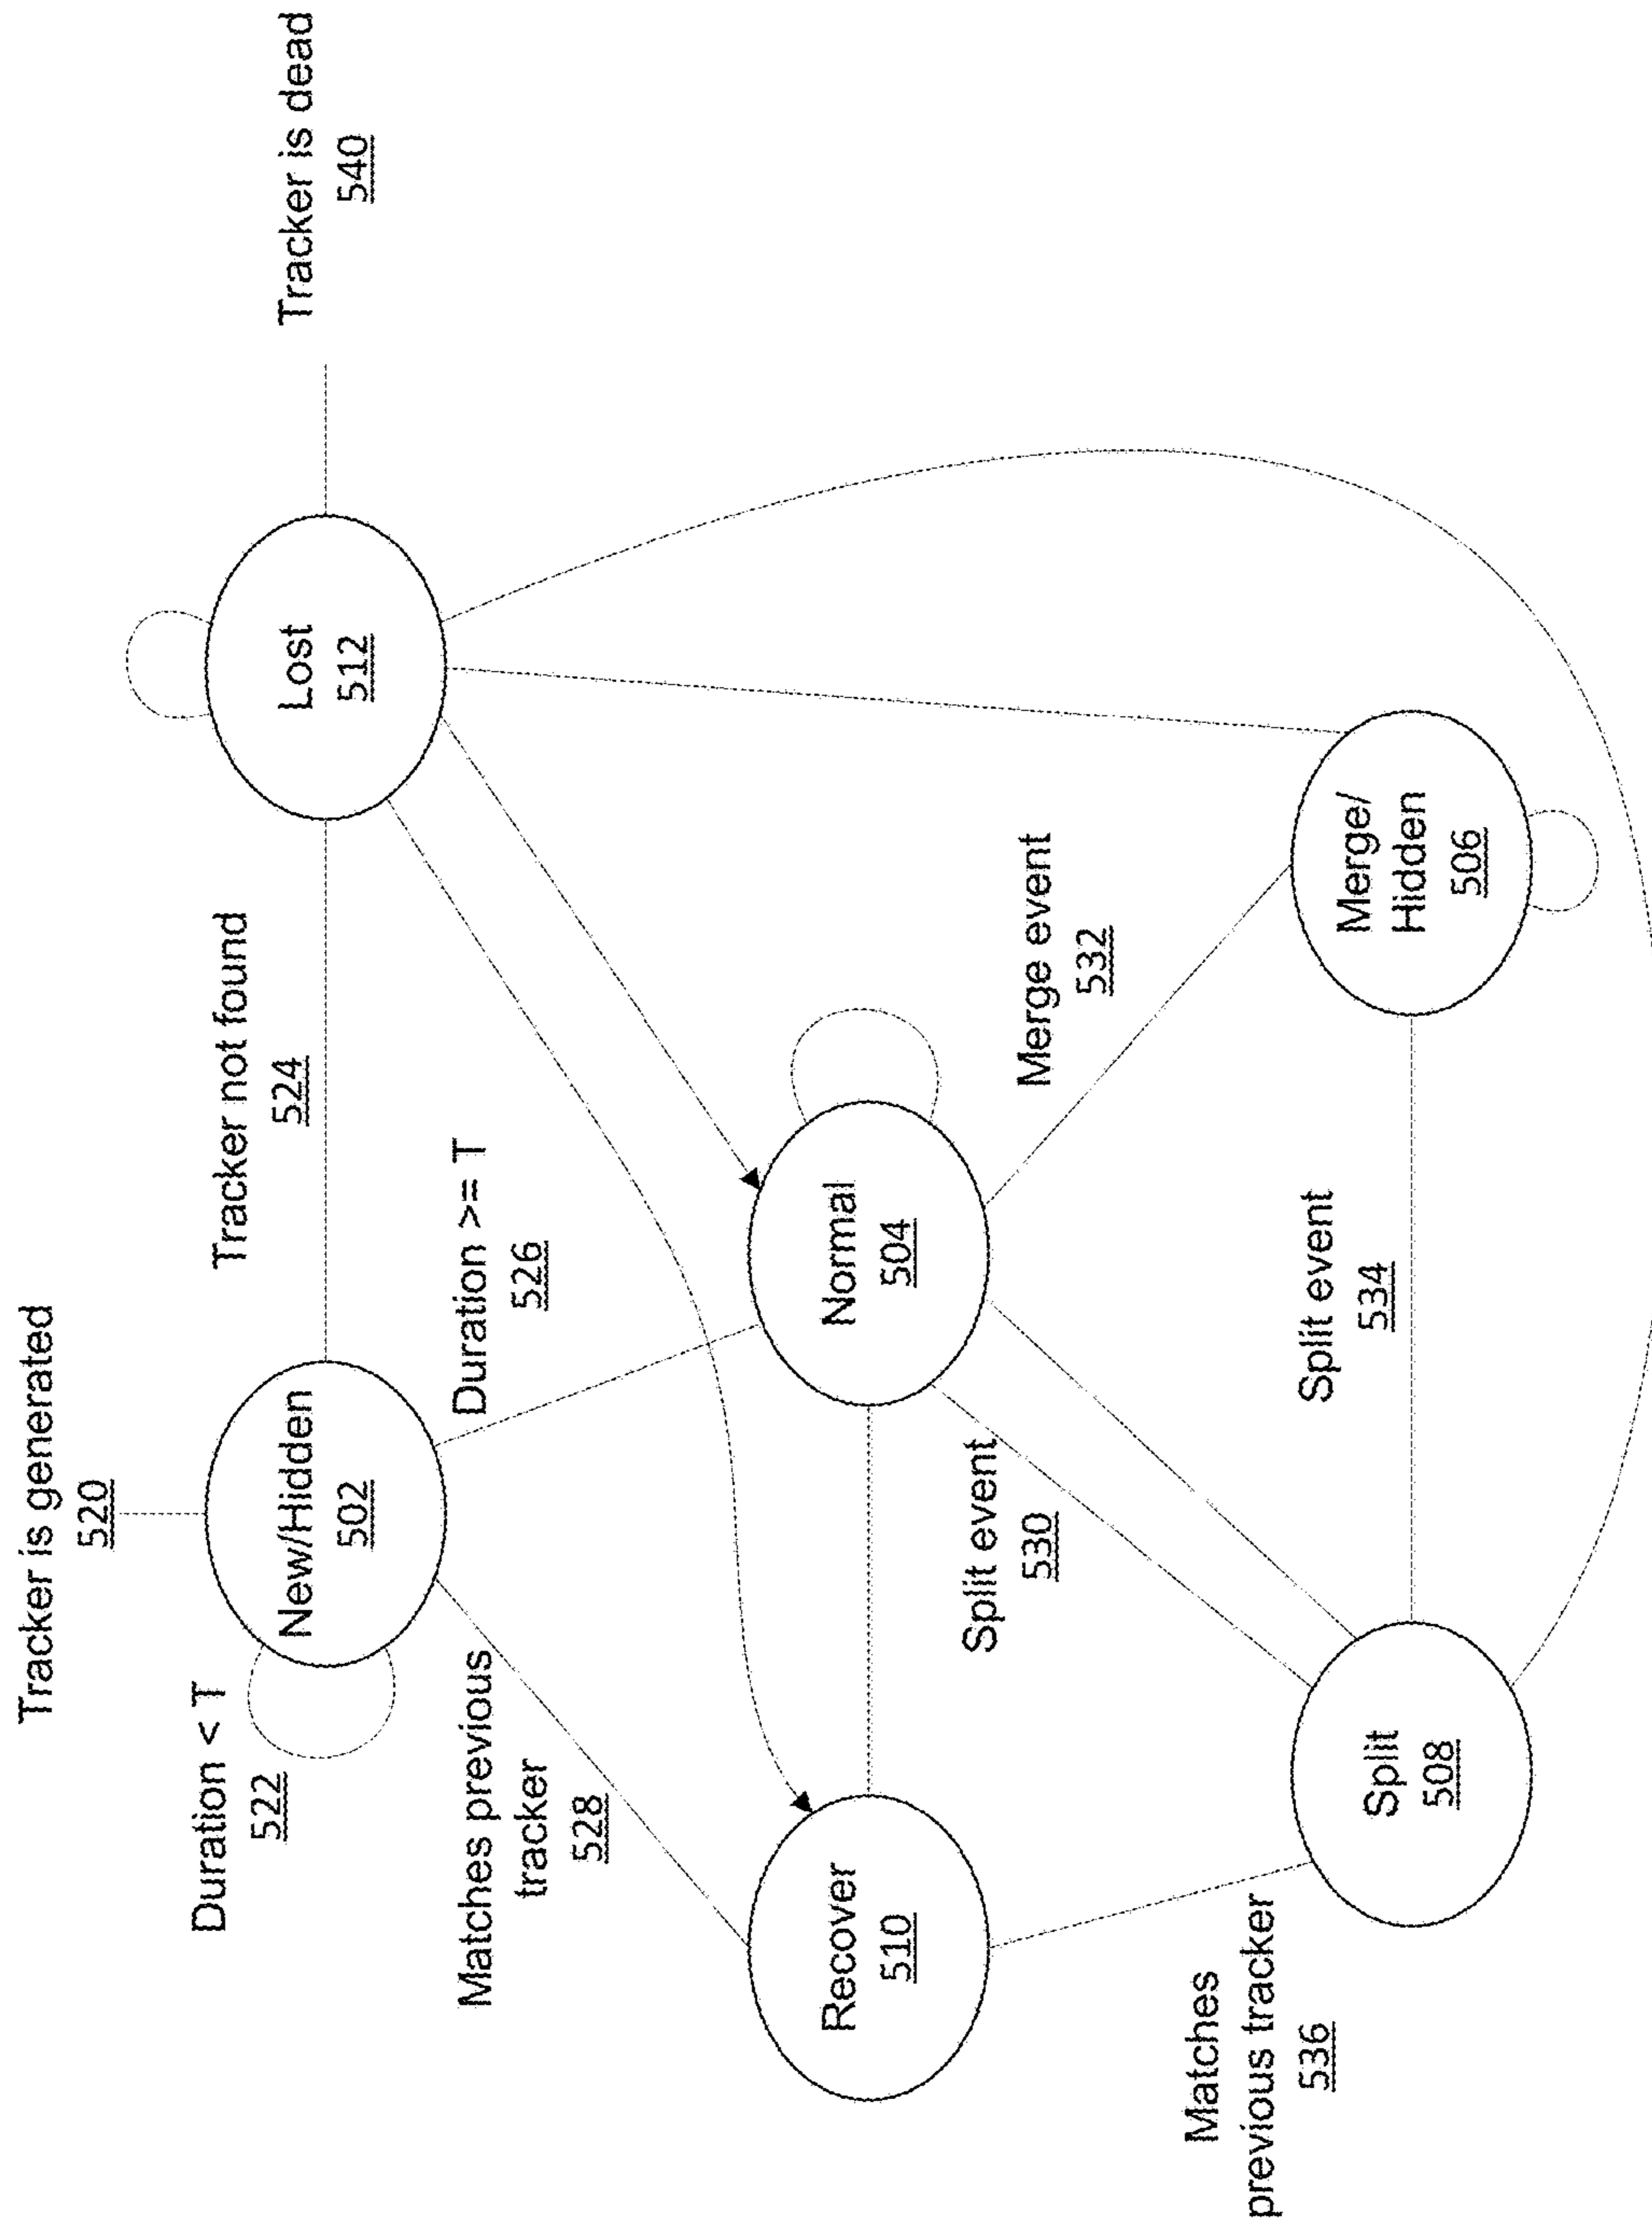 Tracker is generated
520
Duration < T
522
New/Hidden
502
Tracker not found
524
Lost
512
Tracker is dead
540
Matches previous
tracker
528
Duration >= T
526
Recover
510
Normal
504
Split event
530
Merge event
532
Matches
previous tracker
536
Split
508
Split event
534
Merge/
Hidden
506